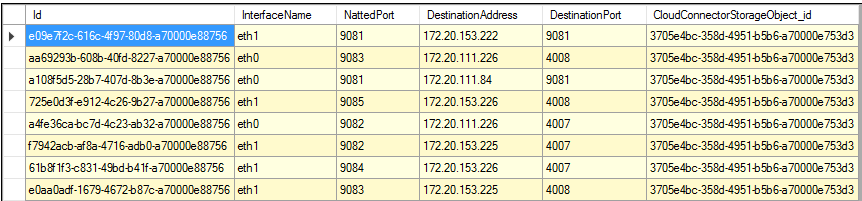 Id InterfaceName NattedPort DestinationAddress DestinationPort CloudConnectorStorageObject_id
e09e7f2c-616c-4f97-80d8-a70000e88756 eth1 9081 172.20.153.222 9081 3705e4bc-358d-4951-b5b6-a70000e753d3
aa69293b-608b-40fd-8227-a70000e88756 eth0 9083 172.20.111.226 4008 3705e4bc-358d-4951-b5b6-a70000e753d3
a108f5d5-28b7-407d-8b3e-a70000e88756 eth0 9081 172.20.111.84 9081 3705e4bc-358d-4951-b5b6-a70000e753d3
725e0d3f-e912-4c26-9b27-a70000e88756 eth1 9085 172.20.153.226 4008 3705e4bc-358d-4951-b5b6-a70000e753d3
a4fe36ca-bc7d-4c23-ab32-a70000e88756 eth0 9082 172.20.111.226 4007 3705e4bc-358d-4951-b5b6-a70000e753d3
f7942acb-af8a-4716-adb0-a70000e88756 eth1 9082 172.20.153.225 4007 3705e4bc-358d-4951-b5b6-a70000e753d3
61b8f1f3-c831-49bd-b41f-a70000e88756 eth1 9084 172.20.153.226 4007 3705e4bc-358d-4951-b5b6-a70000e753d3
e0aa0adf-1679-4672-b87c-a70000e88756 eth1 9083 172.20.153.225 4008 3705e4bc-358d-4951-b5b6-a70000e753d3